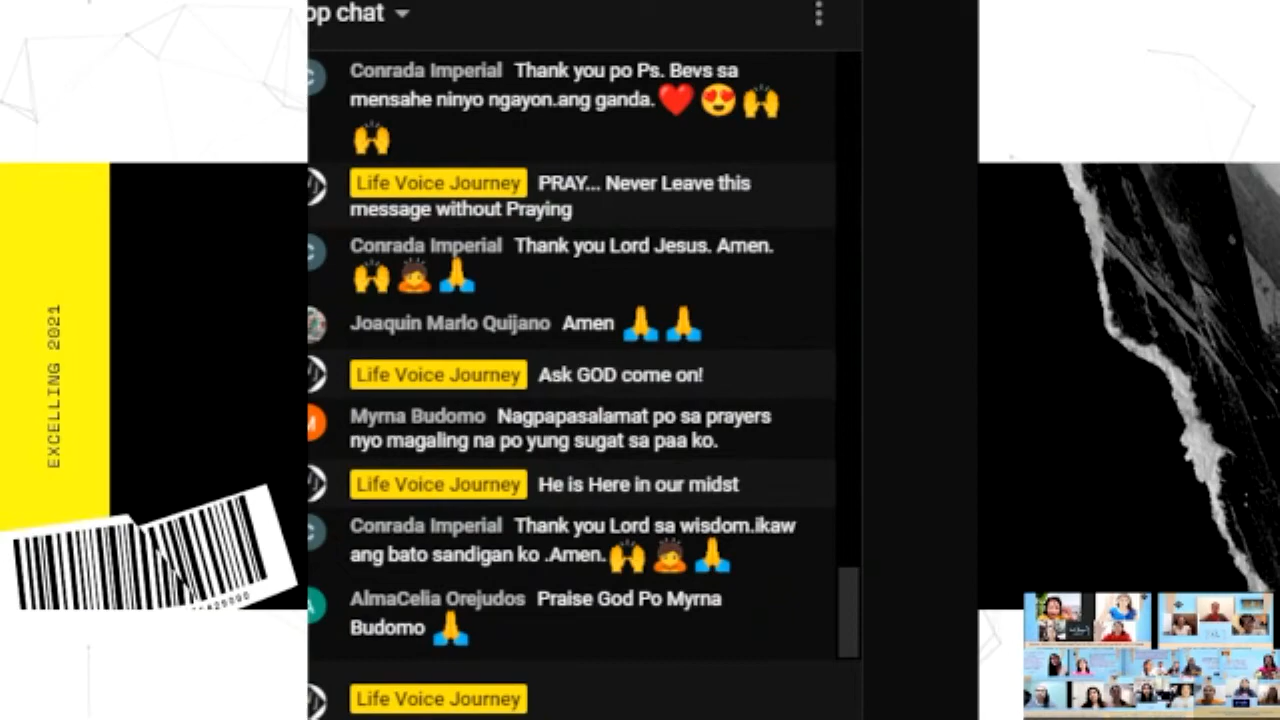 op chat
Conrada Imperial Thank you po Ps. Bevs sa
mensahe ninyo ngayon.ang ganda.❤️😍🙌
🙌
Life Voice Journey PRAY... Never Leave this
message without Praying
Conrada Imperial Thank you Lord Jesus. Amen.
🙌🙇🙏
Joaquin Marlo Quijano Amen 🙏🙏
Life Voice Journey Ask GOD come on!
Myrna Budomo Nagpapasalamat po sa prayers
nyo magaling na po yung sugat sa paa ko.
Life Voice Journey He is Here in our midst
Conrada Imperial Thank you Lord sa wisdom.ikaw
ang bato sandigan ko .Amen.🙌🙇🙏
AlmaCelia Orejudos Praise God Po Myrna
Budomo 🙏
Life Voice Journey
EXCELLING 2021